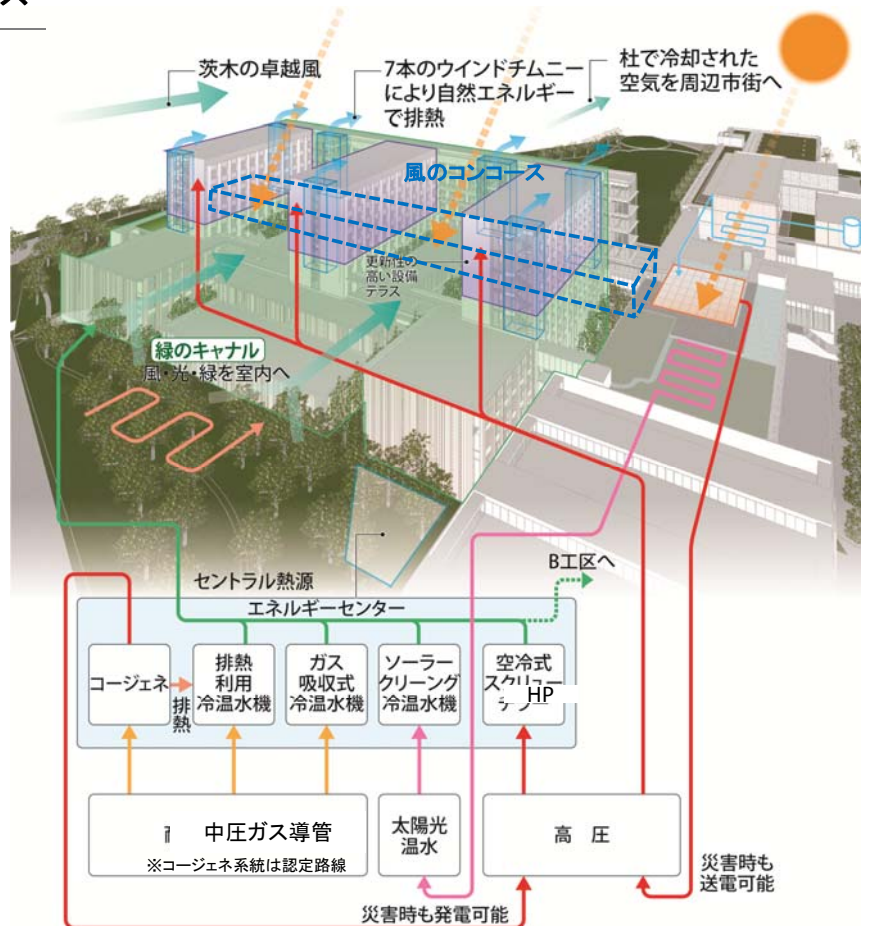 ス
茨木の卓越風
7本のウインドチムニー
により自然エネルギー
で排熱
杜で冷却された
空気を周辺市街へ
風のコンコース
更新性の
高い設備
テラス
緑のキャナル
風・光・緑を室内へ
B工区へ
セントラル熱源
エネルギーセンター
コージェネ
排熱
排熱
利用
冷温水機
ガス
吸収式
冷温水機
ソーラー
クリーング
冷温水機
空冷式
スクリュー
HP
中圧ガス導管
※コージェネ系統は認定路線
太陽光
温水
高 圧
災害時も
送電可能
災害時も発電可能